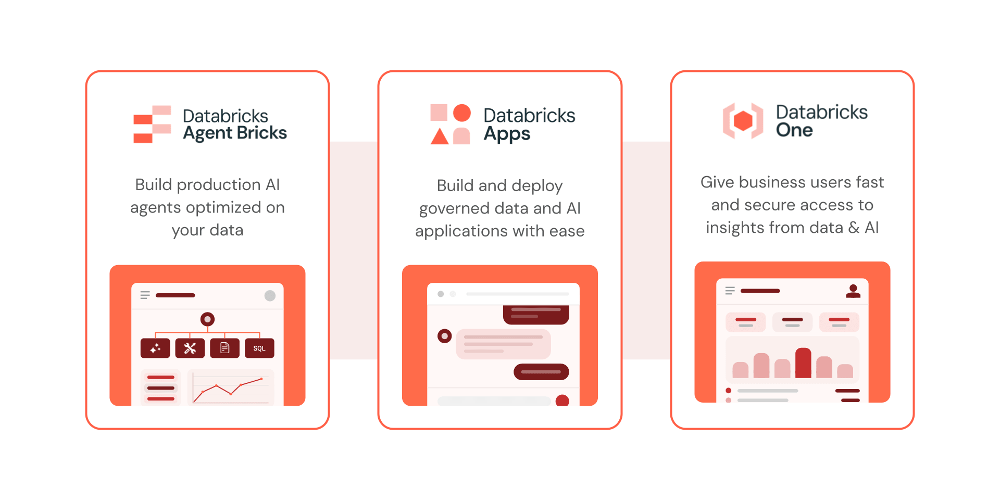 Databricks
Agent Bricks
Build production AI
agents optimized on
your data
SQL
Databricks
Apps
Build and deploy
governed data and AI
applications with ease
Databricks
One
Give business users fast
and secure access to
insights from data & AI